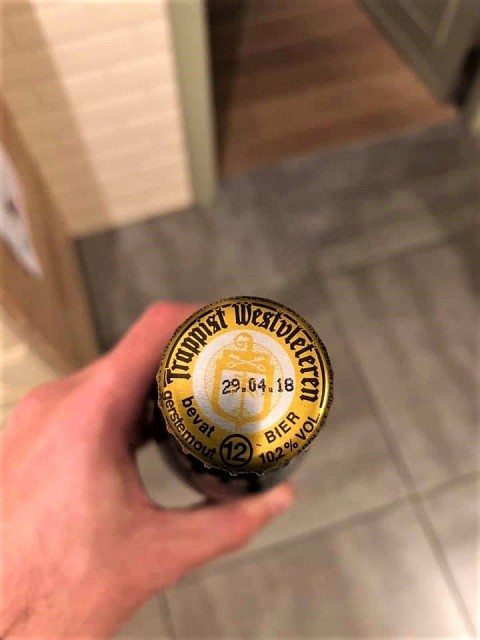 Trappist Westvleteren
29.04.18
bevat
gerstemout
12
BIER
10.2% VOL